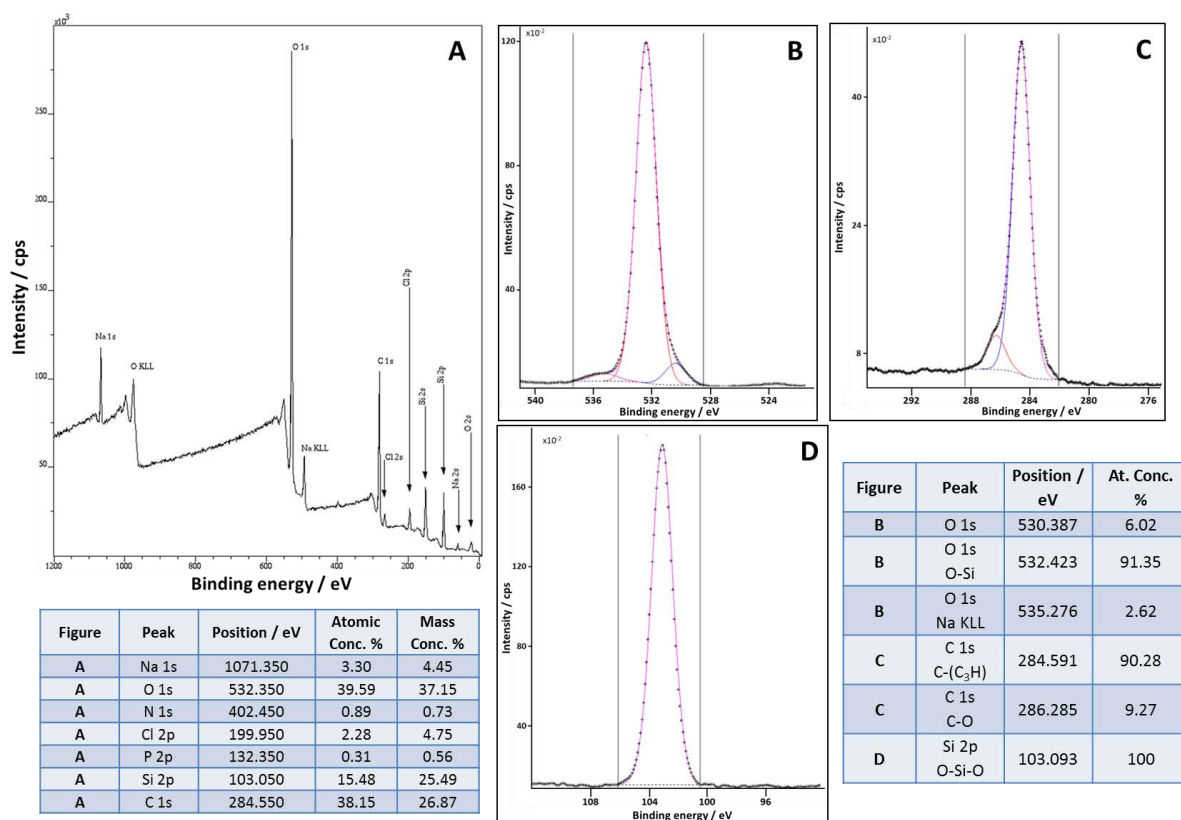 A
x10³
O 1s
250
200
150
100
50
Intensity / cps
Na 1s
O KLL
Na KLL
C 1s
Cl 2s
Cl 2p
Si 2s
Si 2p
Na 2s
O 2s
1200 1000 800 600 400 200 0
Binding energy / eV
B
x10⁻²
120
80
40
Intensity / cps
540 536 532 528 524
Binding energy / eV
C
x10⁻²
40
24
8
Intensity / cps
292 288 284 280 276
Binding energy / eV
D
x10⁻²
160
120
80
40
Intensity / cps
108 104 100 96
Binding energy / eV
Figure Peak Position / eV Atomic Conc. % Mass Conc. %
A Na 1s 1071.350 3.30 4.45
A O 1s 532.350 39.59 37.15
A N 1s 402.450 0.89 0.73
A Cl 2p 199.950 2.28 4.75
A P 2p 132.350 0.31 0.56
A Si 2p 103.050 15.48 25.49
A C 1s 284.550 38.15 26.87
Figure Peak Position / eV At. Conc. %
B O 1s 530.387 6.02
B O 1s O-Si 532.423 91.35
B O 1s Na KLL 535.276 2.62
C C 1s C-(C₃H) 284.591 90.28
C C 1s C-O 286.285 9.27
D Si 2p O-Si-O 103.093 100